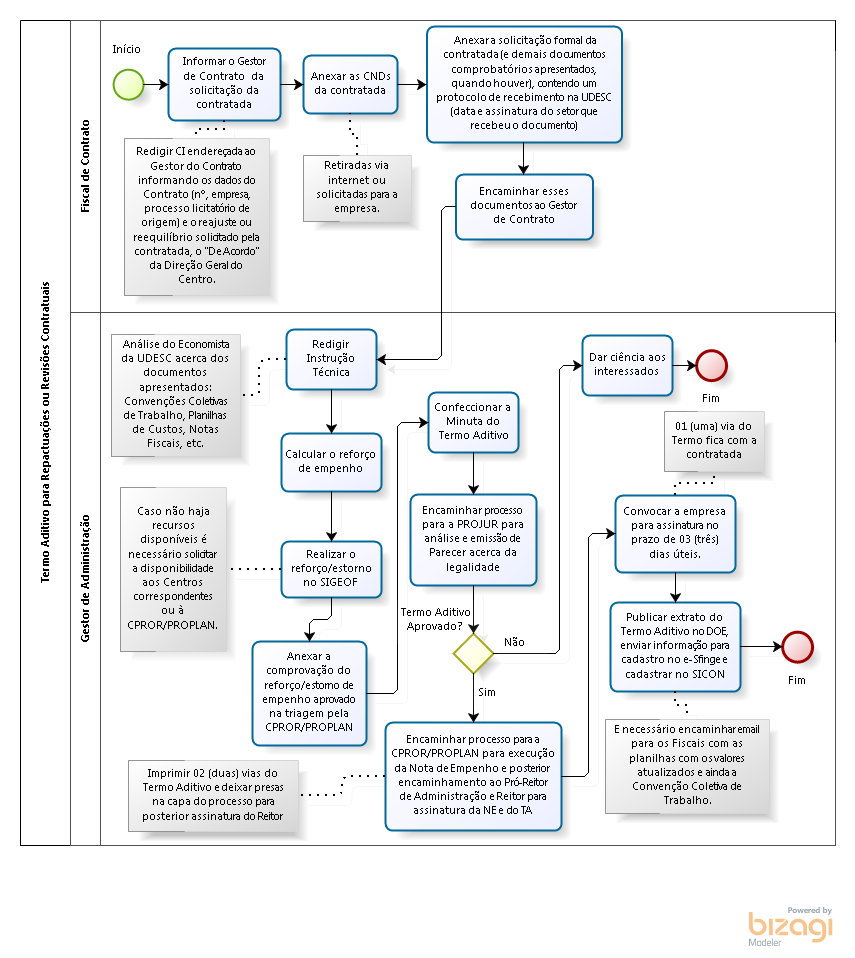 Termo Aditivo para Repactuações ou Revisões Contratuais
Fiscal de Contrato
Início
Informar o Gestor
de Contrato da
solicitação da
contratada
Anexar as CNDs
da contratada
Anexar a solicitação formal da
contratada (e demais documentos
comprobatórios apresentados,
quando houver), contendo um
protocolo de recebimento na UDESC
(data e assinatura do setor que
recebeu o documento)
Redigir CI endereçada ao
Gestor do Contrato
informando os dados do
Contrato (nº, empresa,
processo licitatório de
origem) e o reajuste ou
reequilíbrio solicitado pela
contratada, o "De Acordo"
da Direção Geral do
Centro.
Retiradas via
internet ou
solicitadas para a
empresa.
Encaminhar esses
documentos ao Gestor
de Contrato
Gestor de Administração
Análise do Economista
da UDESC acerca dos
documentos
apresentados:
Convenções Coletivas
de Trabalho, Planilhas
de Custos, Notas
Fiscais, etc.
Redigir
Instrução
Técnica
Calcular o reforço
de empenho
Caso não haja
recursos
disponíveis é
necessário solicitar
a disponibilidade
aos Centros
correspondentes
ou à
CPROR/PROPLAN.
Realizar o
reforço/estorno
no SIGEOF
Anexar a
comprovação do
reforço/estorno de
empenho aprovado
na triagem pela
CPROR/PROPLAN
Confeccionar a
Minuta do
Termo Aditivo
Encaminhar processo
para a PROJUR para
análise e emissão de
Parecer acerca da
legalidade
Termo Aditivo
Aprovado?
Não
Sim
Dar ciência aos
interessados
Fim
Imprimir 02 (duas) vias do
Termo Aditivo e deixar presas
na capa do processo para
posterior assinatura do Reitor
Encaminhar processo para a
CPROR/PROPLAN para execução
da Nota de Empenho e posterior
encaminhamento ao Pró-Reitor
de Administração e Reitor para
assinatura da NE e do TA
01 (uma) via do
Termo fica com a
contratada
Convocar a empresa
para assinatura no
prazo de 03 (três)
dias úteis.
Publicar extrato do
Termo Aditivo no DOE,
enviar informação para
cadastro no e-Sfinge e
cadastrar no SICON
Fim
E necessário encaminhar email
para os Fiscais com as
planilhas com os valores
atualizados e ainda a
Convenção Coletiva de
Trabalho.
Powered by
bizagi
Modeler